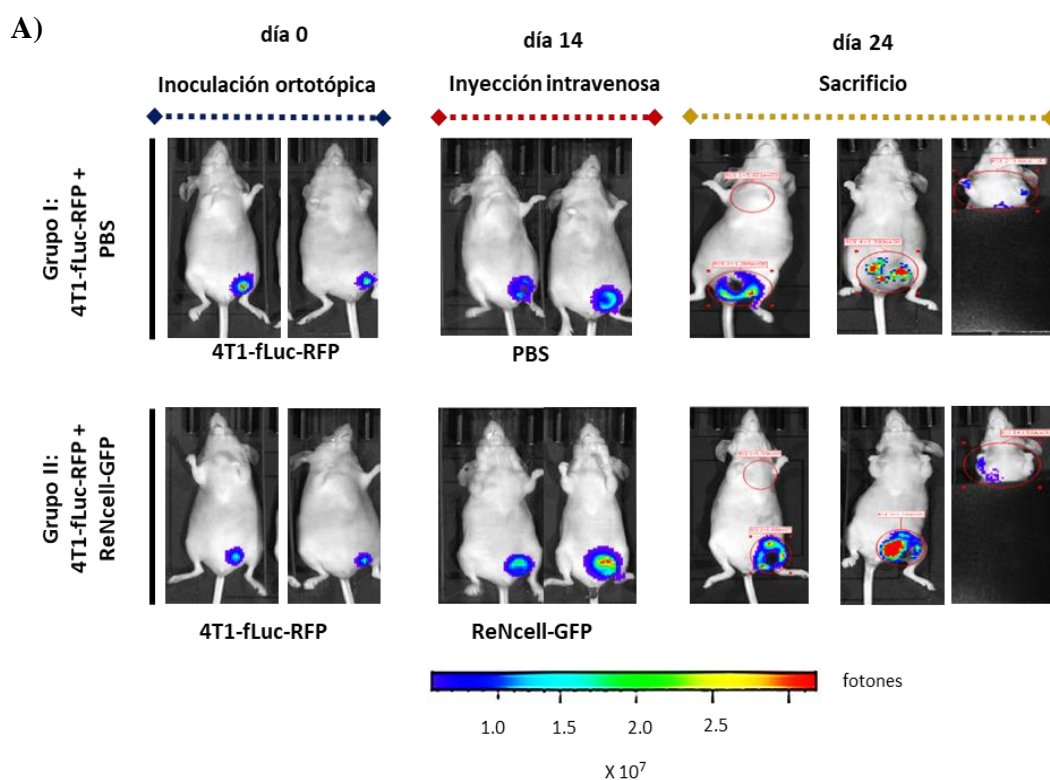 A)
día 0
día 14
día 24
Inoculación ortotópica
Inyección intravenosa
Sacrificio
Grupo I:
4T1-fLuc-RFP +
PBS
4T1-fLuc-RFP
PBS
Grupo II:
4T1-fLuc-RFP +
ReNcell-GFP
4T1-fLuc-RFP
ReNcell-GFP
fotones
1.0
1.5
2.0
2.5
X 10⁷